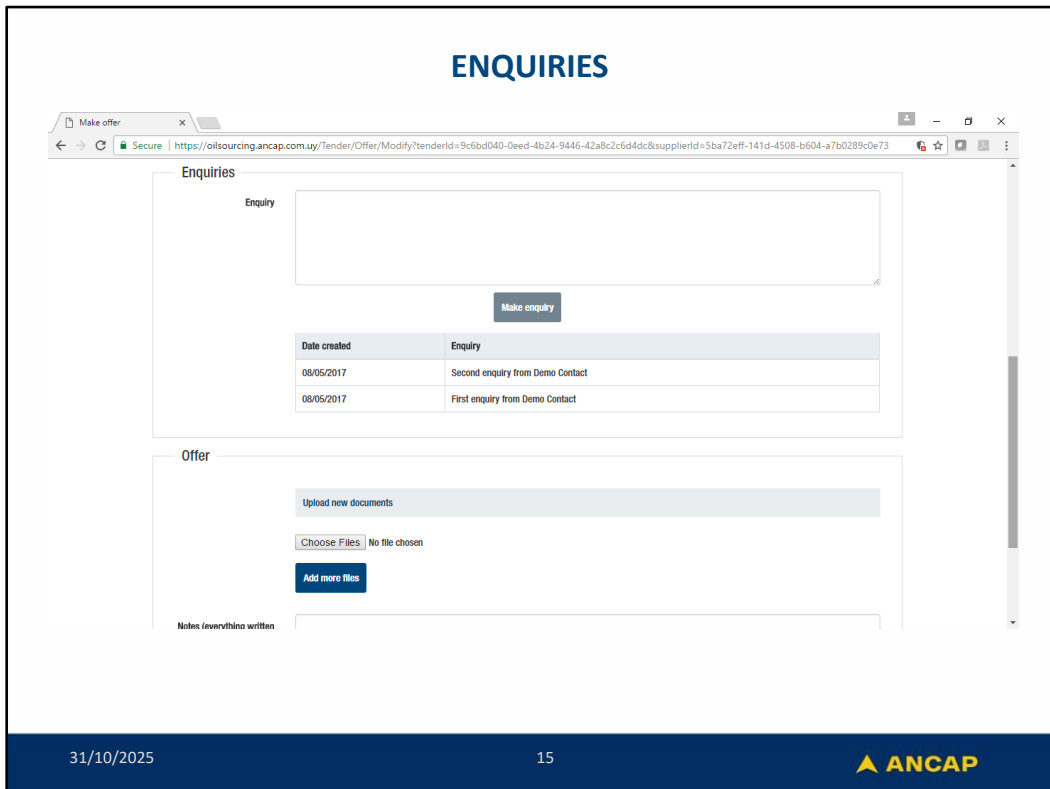 ENQUIRIES
Make offer
Secure | https://oilsourcing.ancap.com.uy/Tender/Offer/Modify?tenderId=9c6bd040-0eed-4b24-9446-42a8c2c6d4dc&supplierId=5ba72eff-141d-4508-b604-a7b0289c0e73
Enquiries
Enquiry
Make enquiry
Date created Enquiry
08/05/2017 Second enquiry from Demo Contact
08/05/2017 First enquiry from Demo Contact
Offer
Upload new documents
Choose Files No file chosen
Add more files
Notes (everything written
31/10/2025 15 ANCAP